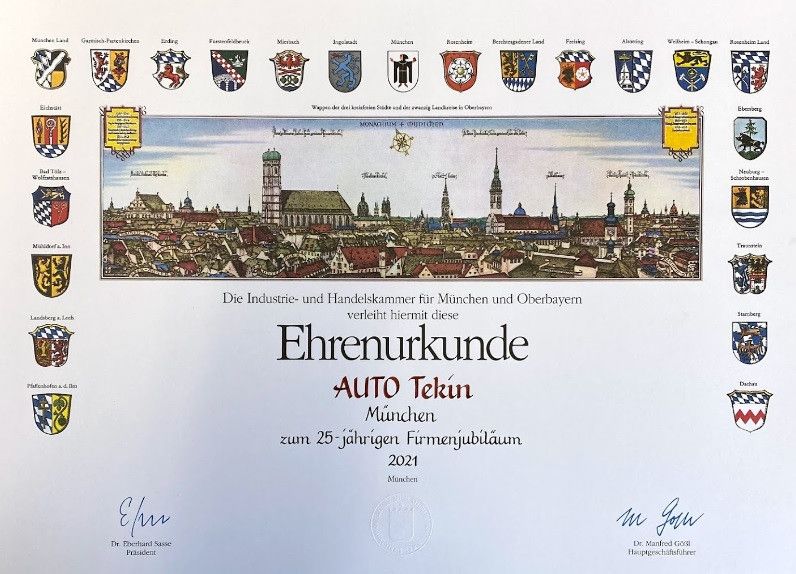 München Land
Garmisch-Partenkirchen
Erding
Fürstenfeldbruck
Miesbach
Ingolstadt
München
Rosenheim
Berchtesgadener Land
Freising
Altötting
Weilheim - Schongau
Rosenheim Land
Wappen der drei kreisfreien Städte und der zwanzig Landkreise in Oberbayern
Eichstätt
Ebersberg
MONACHIUM MÜNCHEN
Bad Tölz - Wolfratshausen
Neuburg - Schrobenhausen
Mühldorf a. Inn
Traunstein
Landsberg a. Lech
Starnberg
Pfaffenhofen a. d. Ilm
Dachau
Die Industrie- und Handelskammer für München und Oberbayern
verleiht hiermit diese
Ehrenurkunde
AUTO Tekin
München
zum 25-jährigen Firmenjubiläum
2021
München
Dr. Eberhard Sasse
Präsident
Dr. Manfred Gößl
Hauptgeschäftsführer